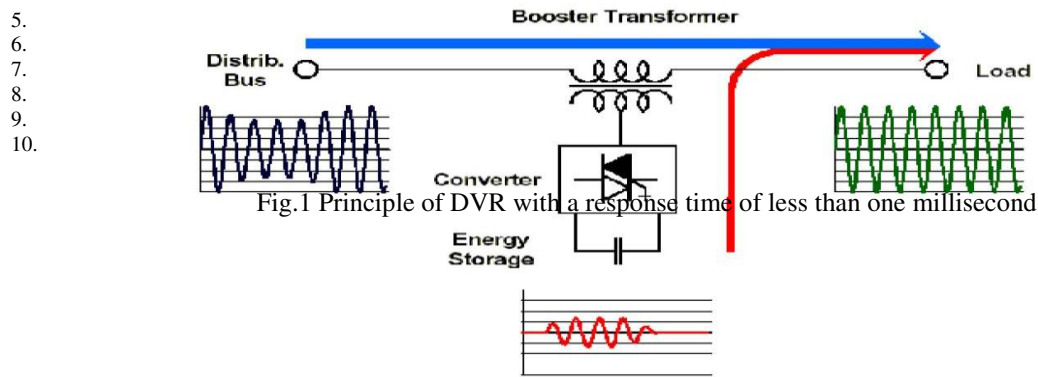 5.
6.
7.
8.
9.
10.
Booster Transformer
Distrib.
Bus
Load
Converter
Fig.1 Principle of DVR with a response time of less than one millisecond
Energy
Storage